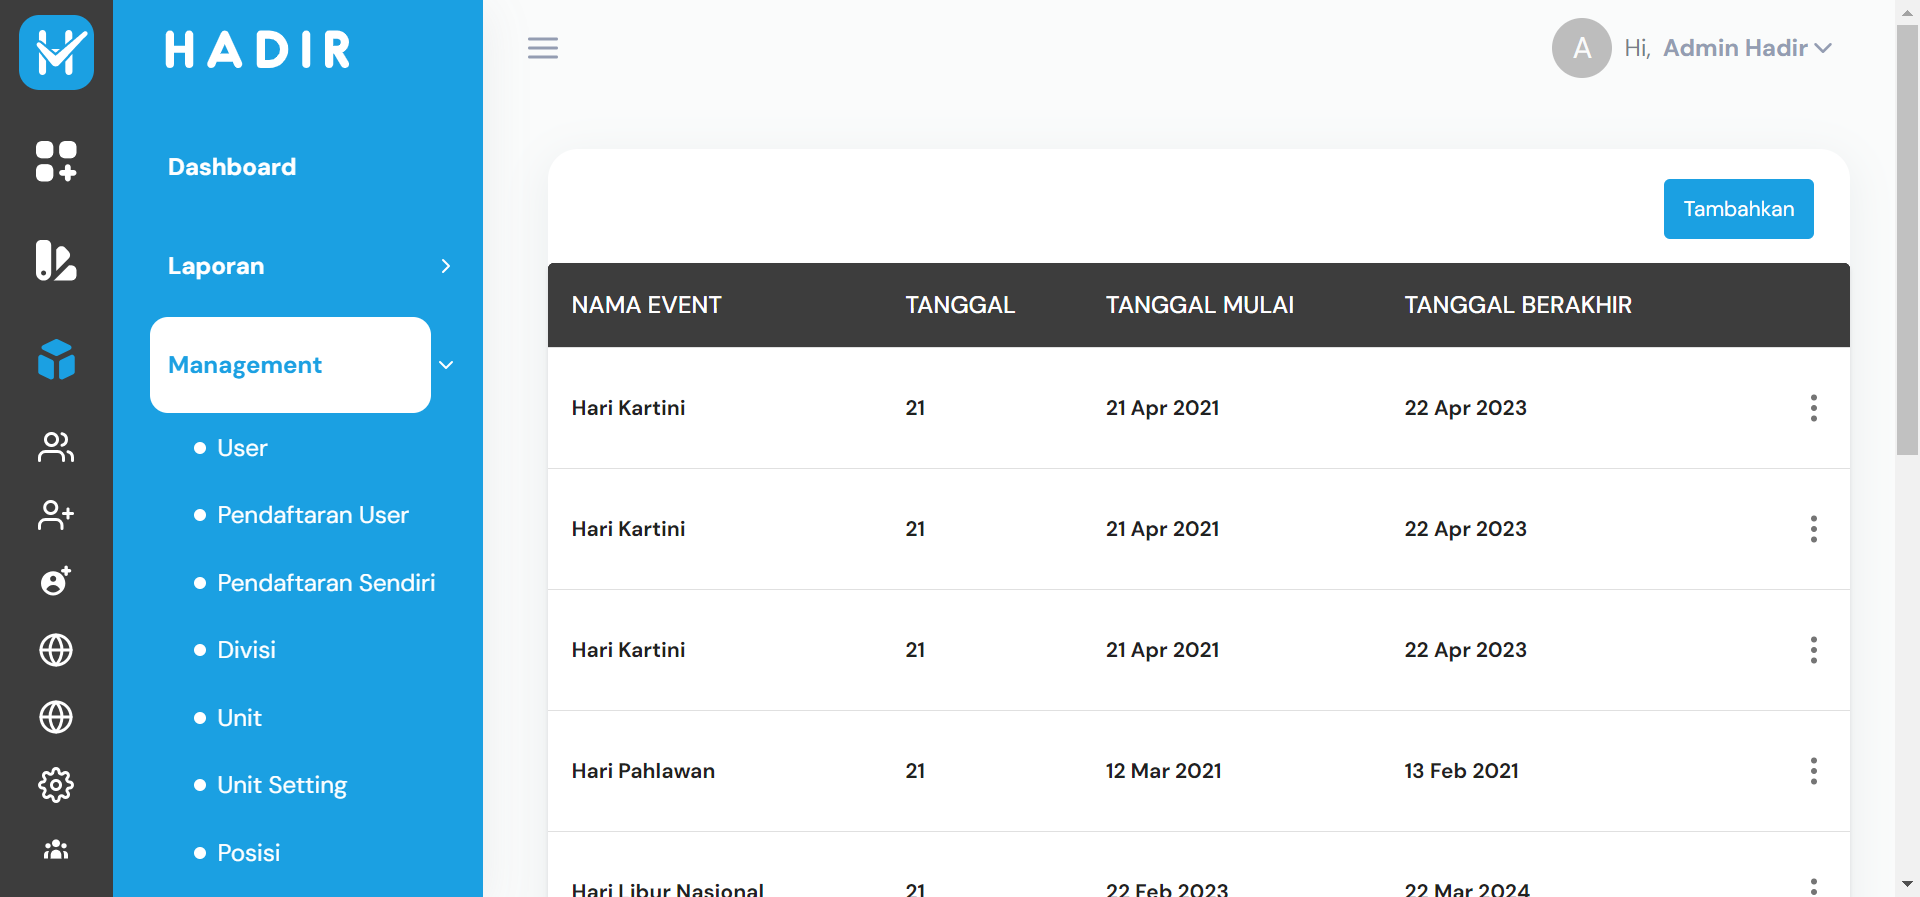 HADIR
A Hi, Admin Hadir
Dashboard
Laporan
Management
User
Pendaftaran User
Pendaftaran Sendiri
Divisi
Unit
Unit Setting
Posisi
Tambahkan
NAMA EVENT TANGGAL TANGGAL MULAI TANGGAL BERAKHIR
Hari Kartini 21 21 Apr 2021 22 Apr 2023
Hari Kartini 21 21 Apr 2021 22 Apr 2023
Hari Kartini 21 21 Apr 2021 22 Apr 2023
Hari Pahlawan 21 12 Mar 2021 13 Feb 2021
Hari Libur Nasional 21 22 Feb 2023 22 Mar 2024